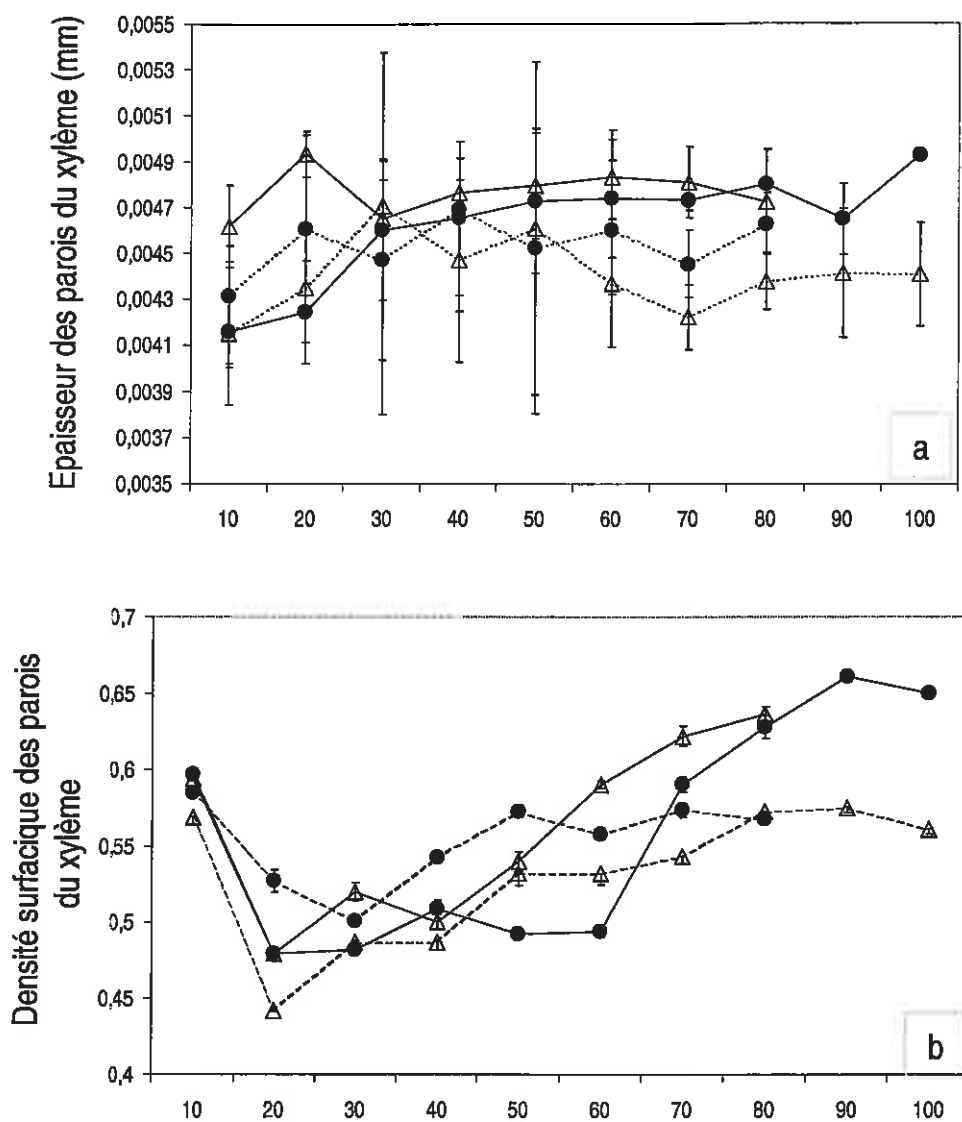 Epaisseur des parois du xylème (mm)
0,0055
0,0053
0,0051
0,0049
0,0047
0,0045
0,0043
0,0041
0,0039
0,0037
0,0035
a
10 20 30 40 50 60 70 80 90 100
Densité surfacique des parois
du xylème
0,7
0,65
0,6
0,55
0,5
0,45
0,4
b
10 20 30 40 50 60 70 80 90 100